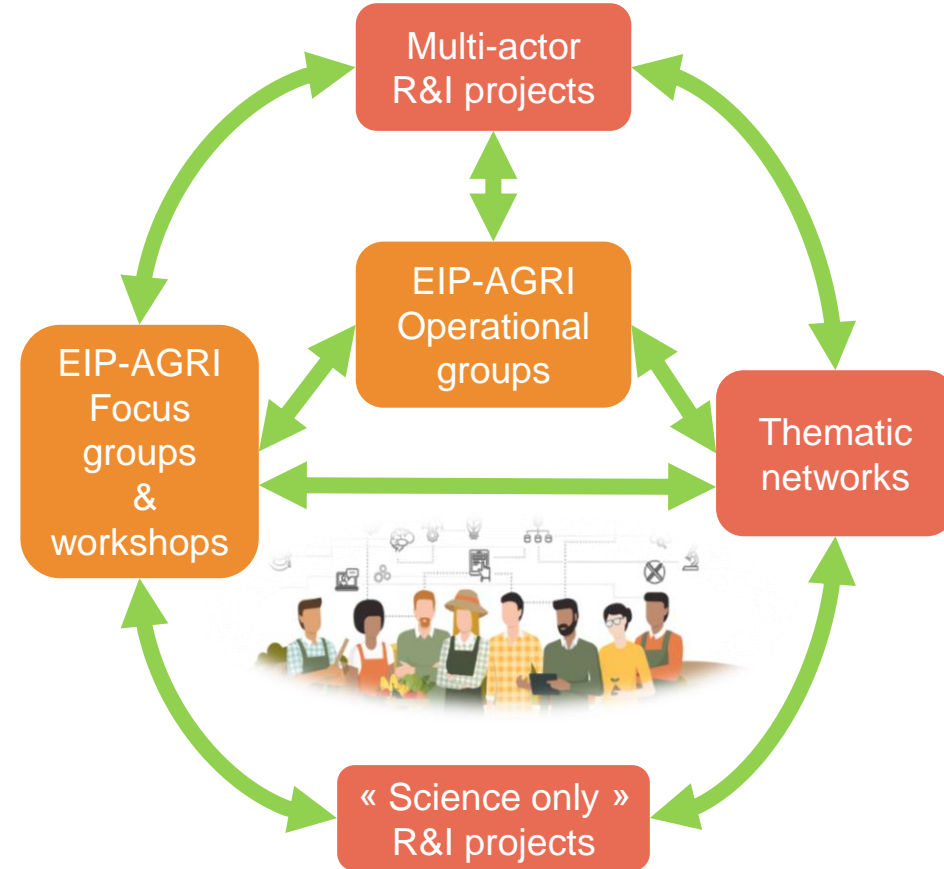 Multi-actor
R&I projects
EIP-AGRI
Operational
groups
EIP-AGRI
Focus
groups
&
workshops
Thematic
networks
« Science only »
R&I projects